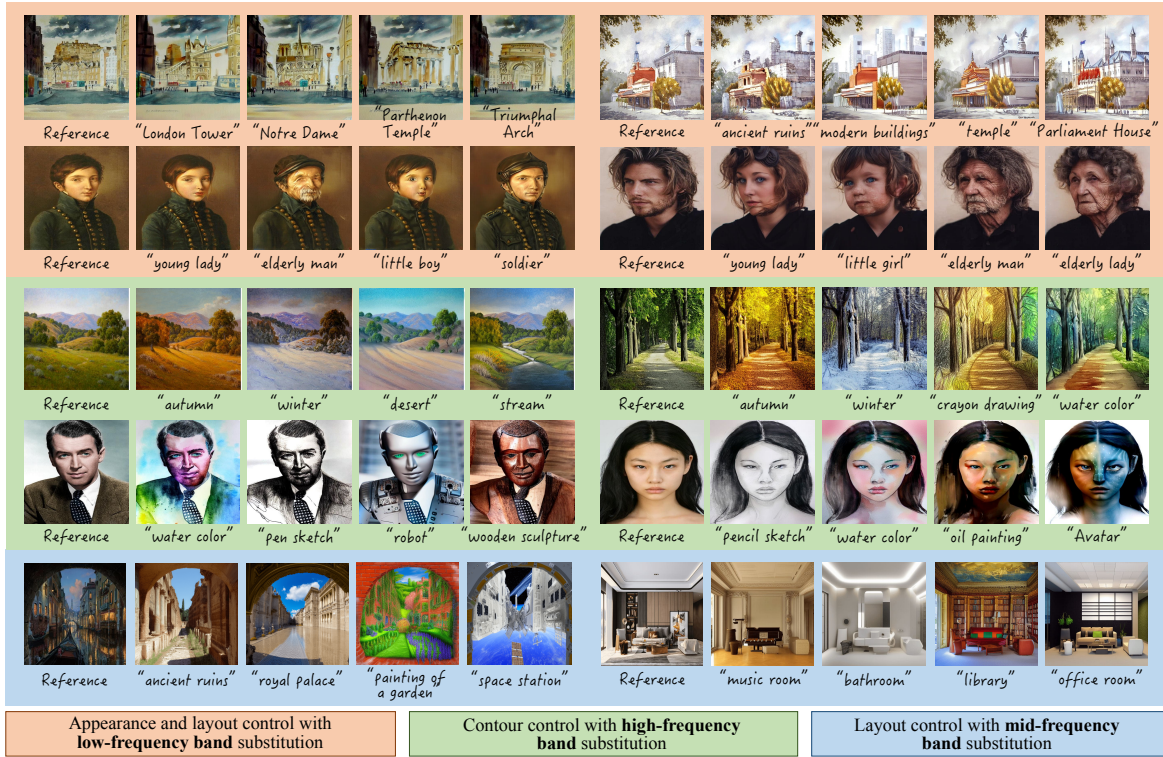 Reference “London Tower” “Notre Dame” “Parthenon Temple” “Triumphal Arch” Reference “ancient ruins” “modern buildings” “temple” “Parliament House”
Reference “young lady” “elderly man” “little boy” “soldier” Reference “young lady” “little girl” “elderly man” “elderly lady”
Reference “autumn” “winter” “desert” “stream” Reference “autumn” “winter” “crayon drawing” “water color”
Reference “water color” “pen sketch” “robot” “wooden sculpture” Reference “pencil sketch” “water color” “oil painting” “Avatar”
Reference “ancient ruins” “royal palace” “painting of a garden” “space station” Reference “music room” “bathroom” “library” “office room”
Appearance and layout control with
low-frequency band substitution
Contour control with high-frequency
band substitution
Layout control with mid-frequency
band substitution